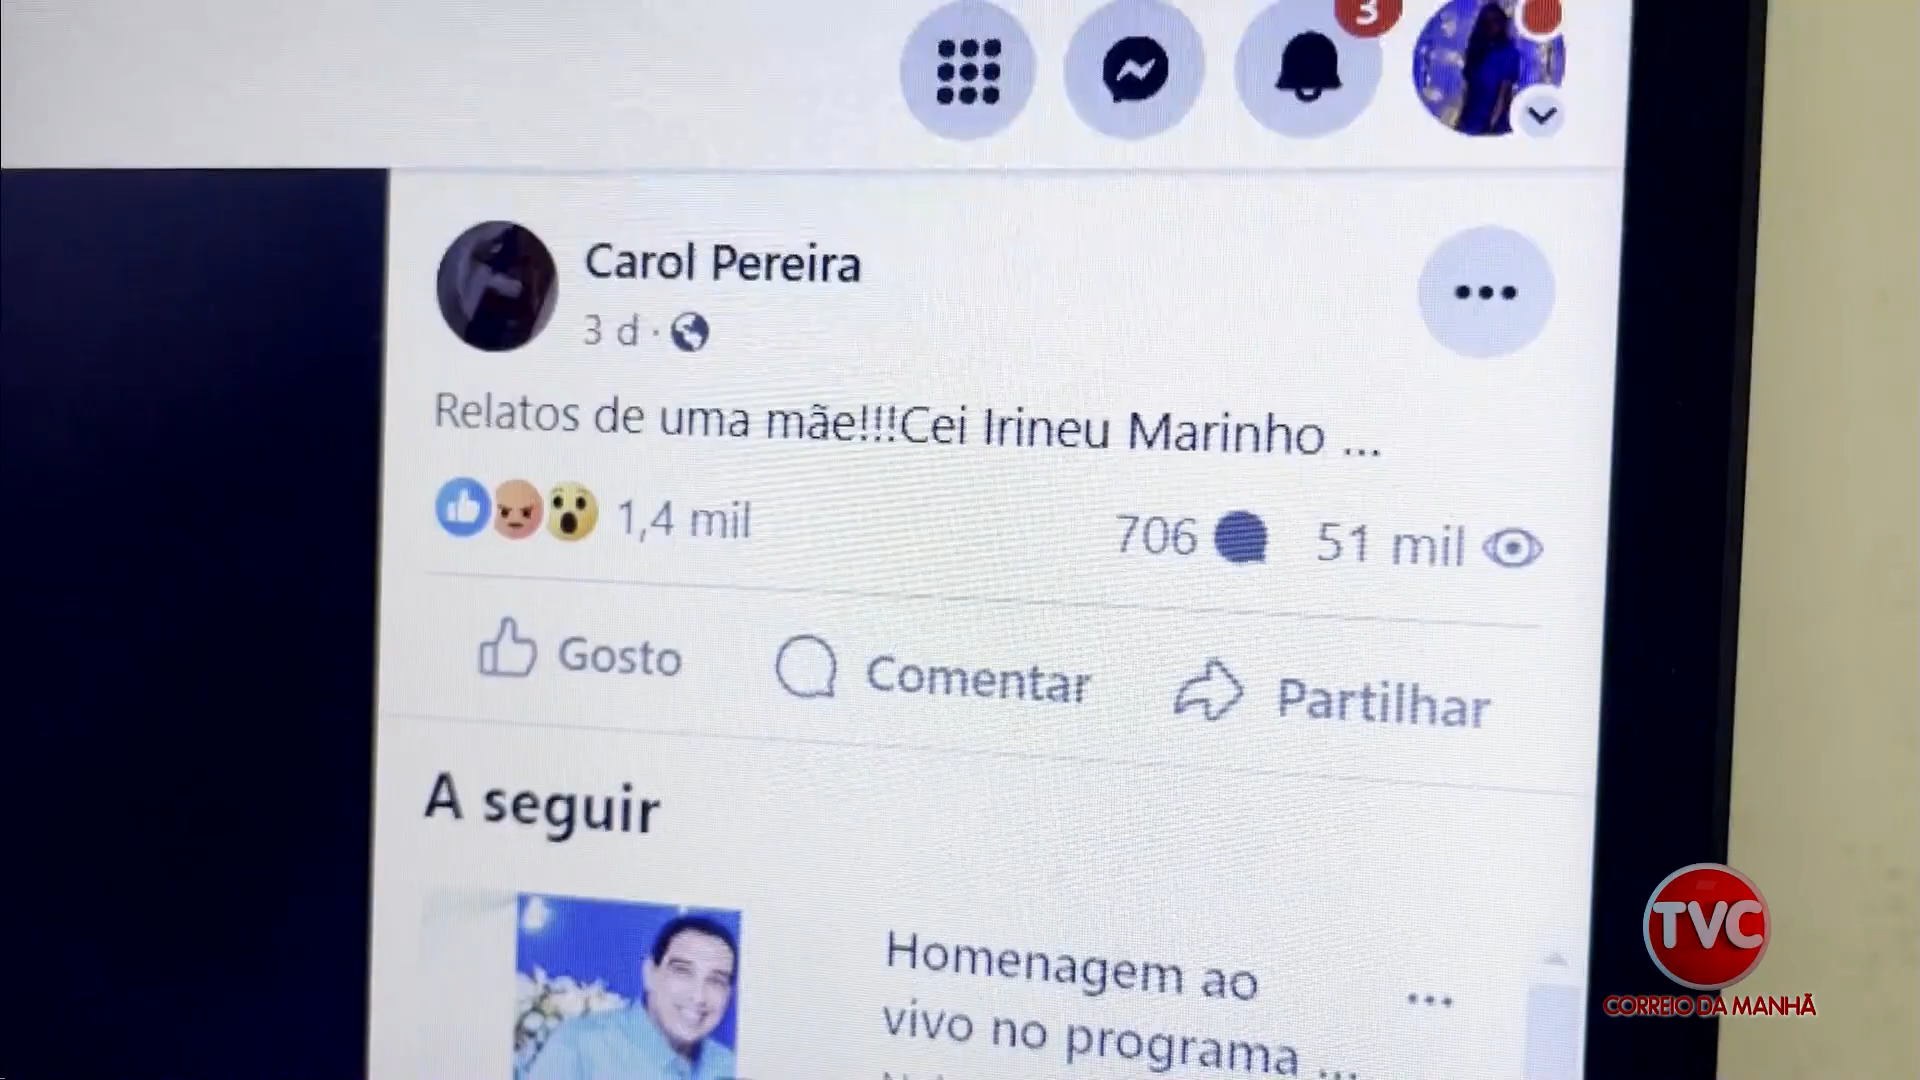 3
Carol Pereira
3 d ·
Relatos de uma mãe!!!Cei Irineu Marinho ...
1,4 mil
706
51 mil
Gosto
Comentar
Partilhar
A seguir
Homenagem ao
vivo no programa ...
TVC
CORREIO DA MANHÃ